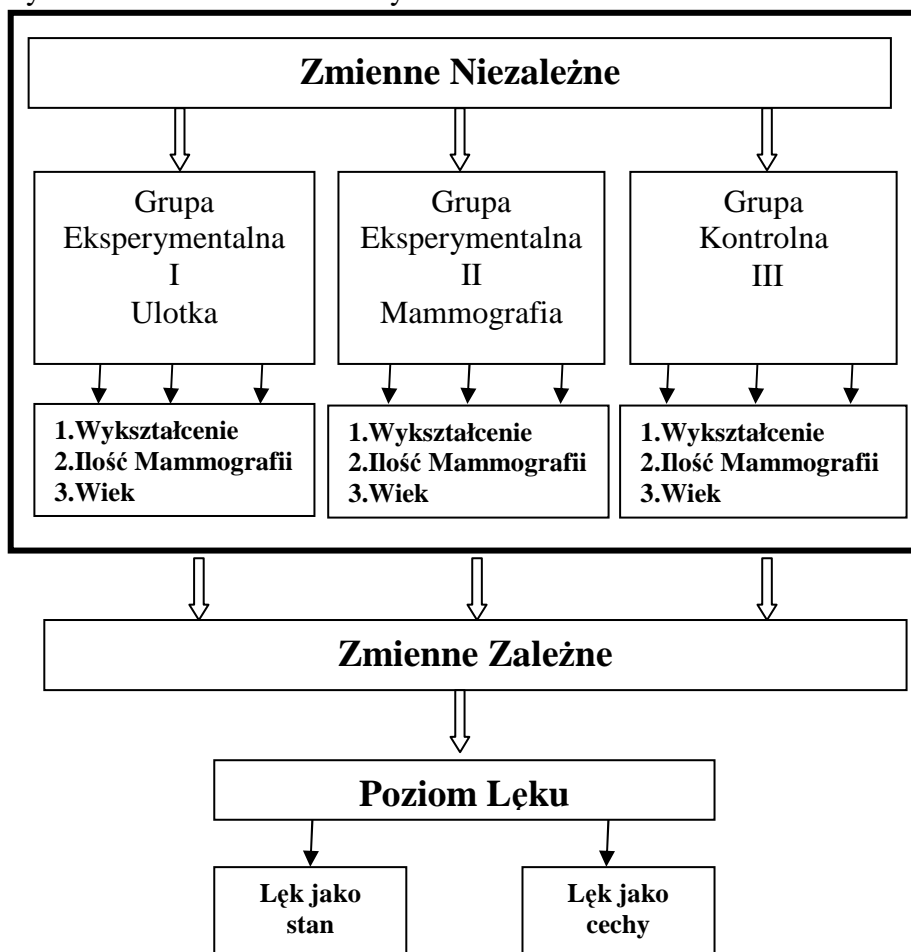 Zmienne Niezależne
Grupa
Eksperymentalna
I
Ulotka
Grupa
Eksperymentalna
II
Mammografia
Grupa
Kontrolna
III
1.Wykształcenie
2.Ilość Mammografii
3.Wiek
1.Wykształcenie
2.Ilość Mammografii
3.Wiek
1.Wykształcenie
2.Ilość Mammografii
3.Wiek
Zmienne Zależne
Poziom Lęku
Lęk jako
stan
Lęk jako
cechy